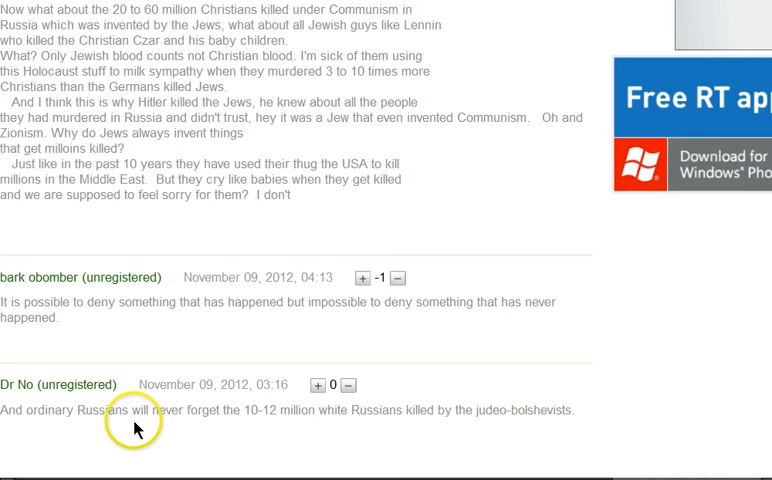 Now what about the 20 to 60 million Christians killed under Communism in
Russia which was invented by the Jews, what about all Jewish guys like Lennin
who killed the Christian Czar and his baby children.
What? Only Jewish blood counts not Christian blood. I'm sick of them using
this Holocaust stuff to milk sympathy when they murdered 3 to 10 times more
Christians than the Germans killed Jews.
And I think this is why Hitler killed the Jews, he knew about all the people
they had murdered in Russia and didn't trust, hey it was a Jew that even invented Communism. Oh and
Zionism. Why do Jews always invent things
that get milloins killed?
Just like in the past 10 years they have used their thug the USA to kill
millions in the Middle East. But they cry like babies when they get killed
and we are supposed to feel sorry for them? I don't
Free RT ap
Download for
Windows Pho
bark obomber (unregistered) November 09, 2012, 04:13 + -1 −
It is possible to deny something that has happened but impossible to deny something that has never
happened.
Dr No (unregistered) November 09, 2012, 03:16 + 0 −
And ordinary Russians will never forget the 10-12 million white Russians killed by the judeo-bolshevists.